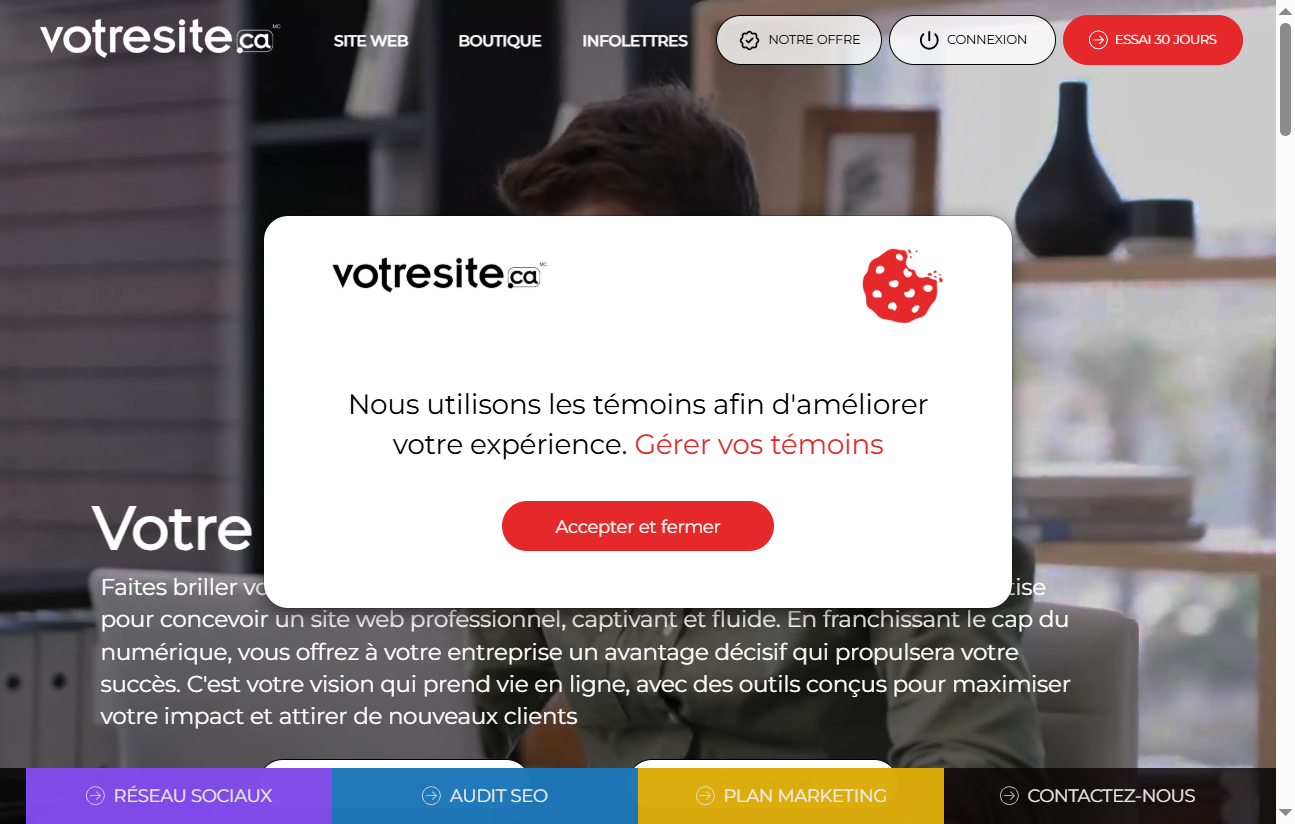 votresite.ca MC
SITE WEB
BOUTIQUE
INFOLETTRES
NOTRE OFFRE
CONNEXION
ESSAI 30 JOURS
votresite.ca MC
Nous utilisons les témoins afin d'améliorer
votre expérience. Gérer vos témoins
Accepter et fermer
Votre
Faites briller
pour concevoir un site web professionnel, captivant et fluide. En franchissant le cap du
numérique, vous offrez à votre entreprise un avantage décisif qui propulsera votre
succès. C'est votre vision qui prend vie en ligne, avec des outils conçus pour maximiser
votre impact et attirer de nouveaux clients
RÉSEAU SOCIAUX
AUDIT SEO
PLAN MARKETING
CONTACTEZ-NOUS